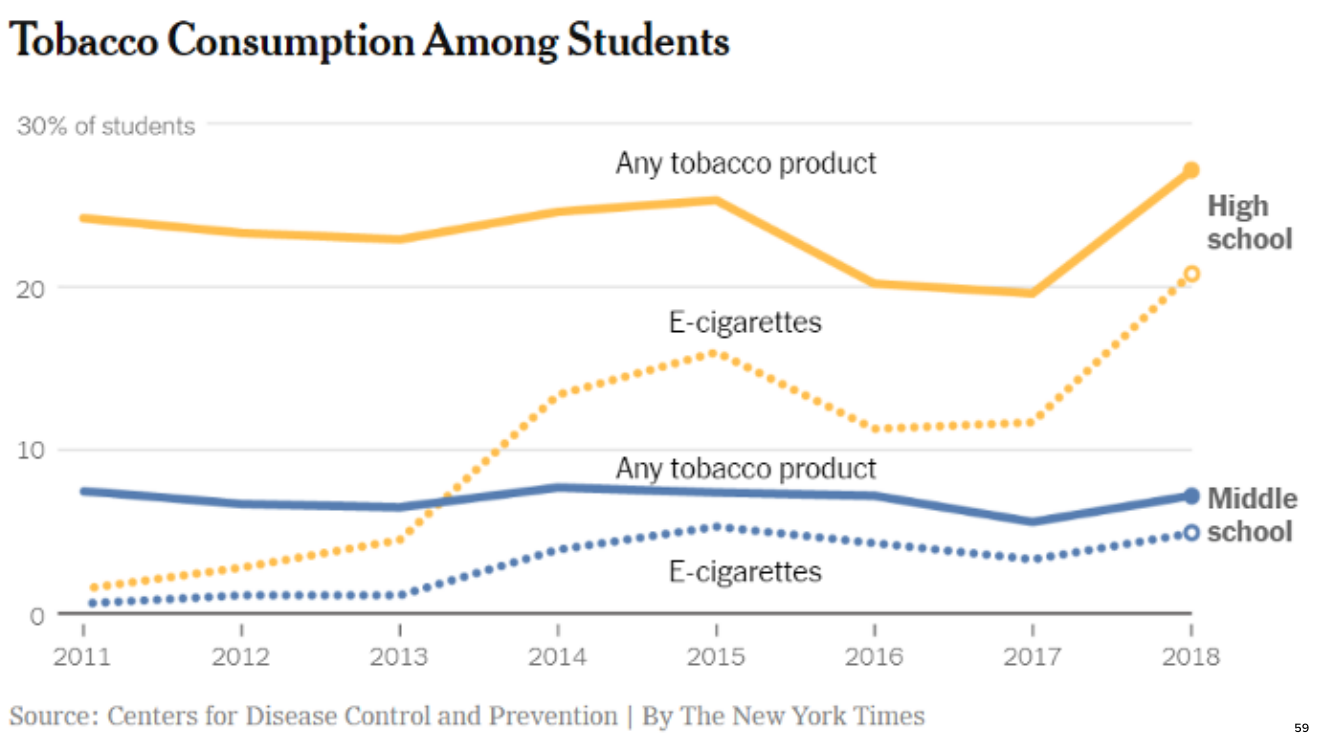 Tobacco Consumption Among Students
30% of students
Any tobacco product
High
school
20
E-cigarettes
10
Any tobacco product
Middle
school
E-cigarettes
0
2011 2012 2013 2014 2015 2016 2017 2018
Source: Centers for Disease Control and Prevention | By The New York Times
59